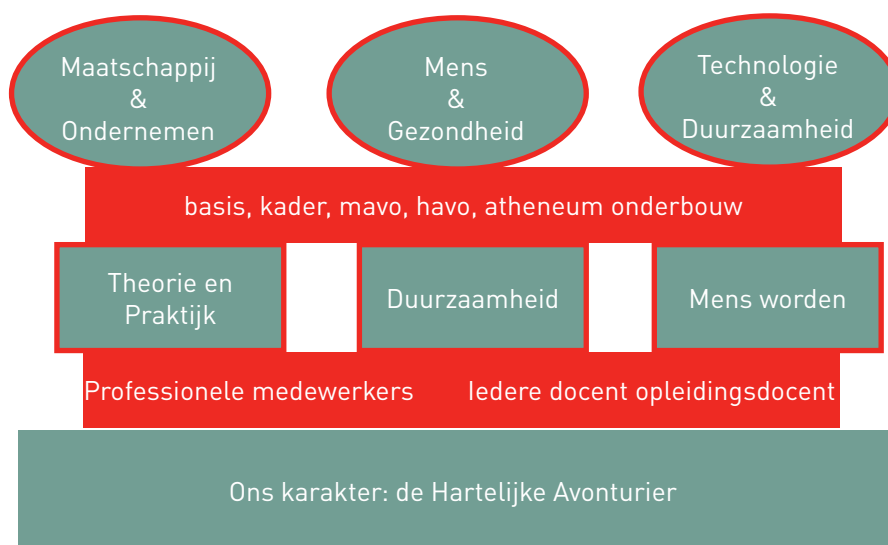 Maatschappij
&
Ondernemen
Mens
&
Gezondheid
Technologie
&
Duurzaamheid
basis, kader, mavo, havo, atheneum onderbouw
Theorie en
Praktijk
Duurzaamheid
Mens worden
Professionele medewerkers
Iedere docent opleidingsdocent
Ons karakter: de Hartelijke Avonturier